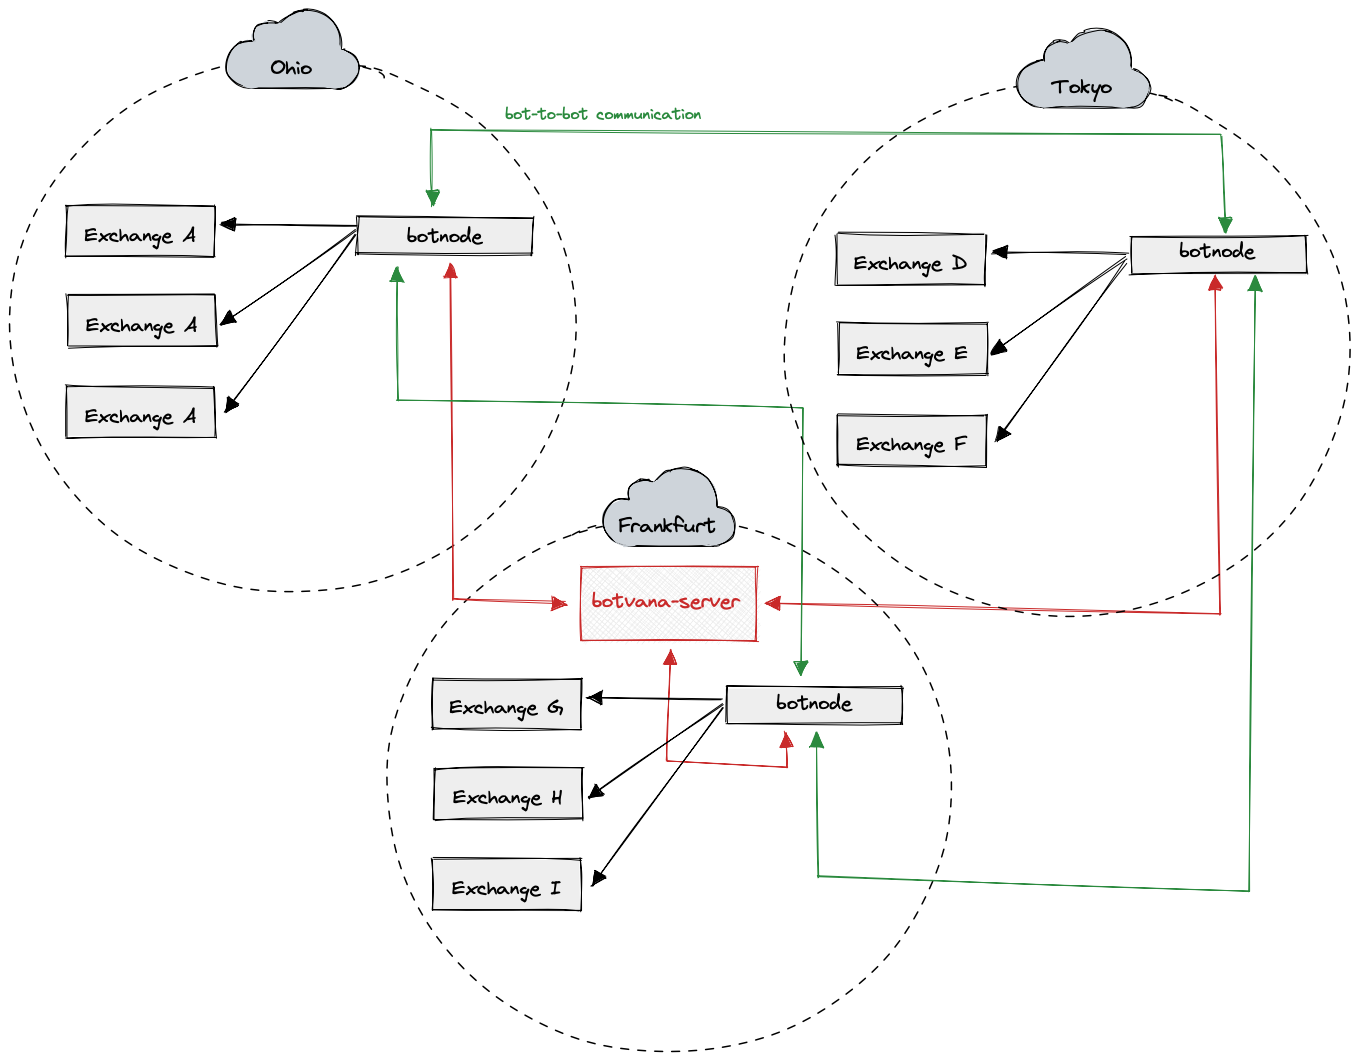 Ohio
Tokyo
bot-to-bot communication
Exchange A
botnode
Exchange A
Exchange A
Exchange D
botnode
Exchange E
Exchange F
Frankfurt
botvana-server
Exchange G
botnode
Exchange H
Exchange I